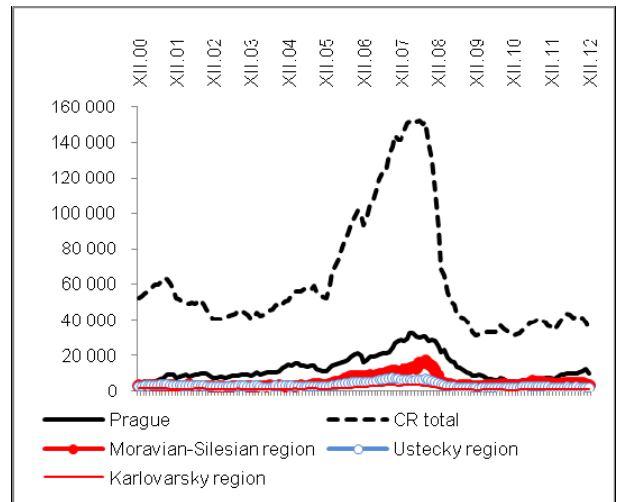 XII.00 XII.01 XII.02 XII.03 XII.04 XII.05 XII.06 XII.07 XII.08 XII.09 XII.10 XII.11 XII.12
160 000
140 000
120 000
100 000
80 000
60 000
40 000
20 000
0
Prague CR total
Moravian-Silesian region Ustecky region
Karlovarsky region